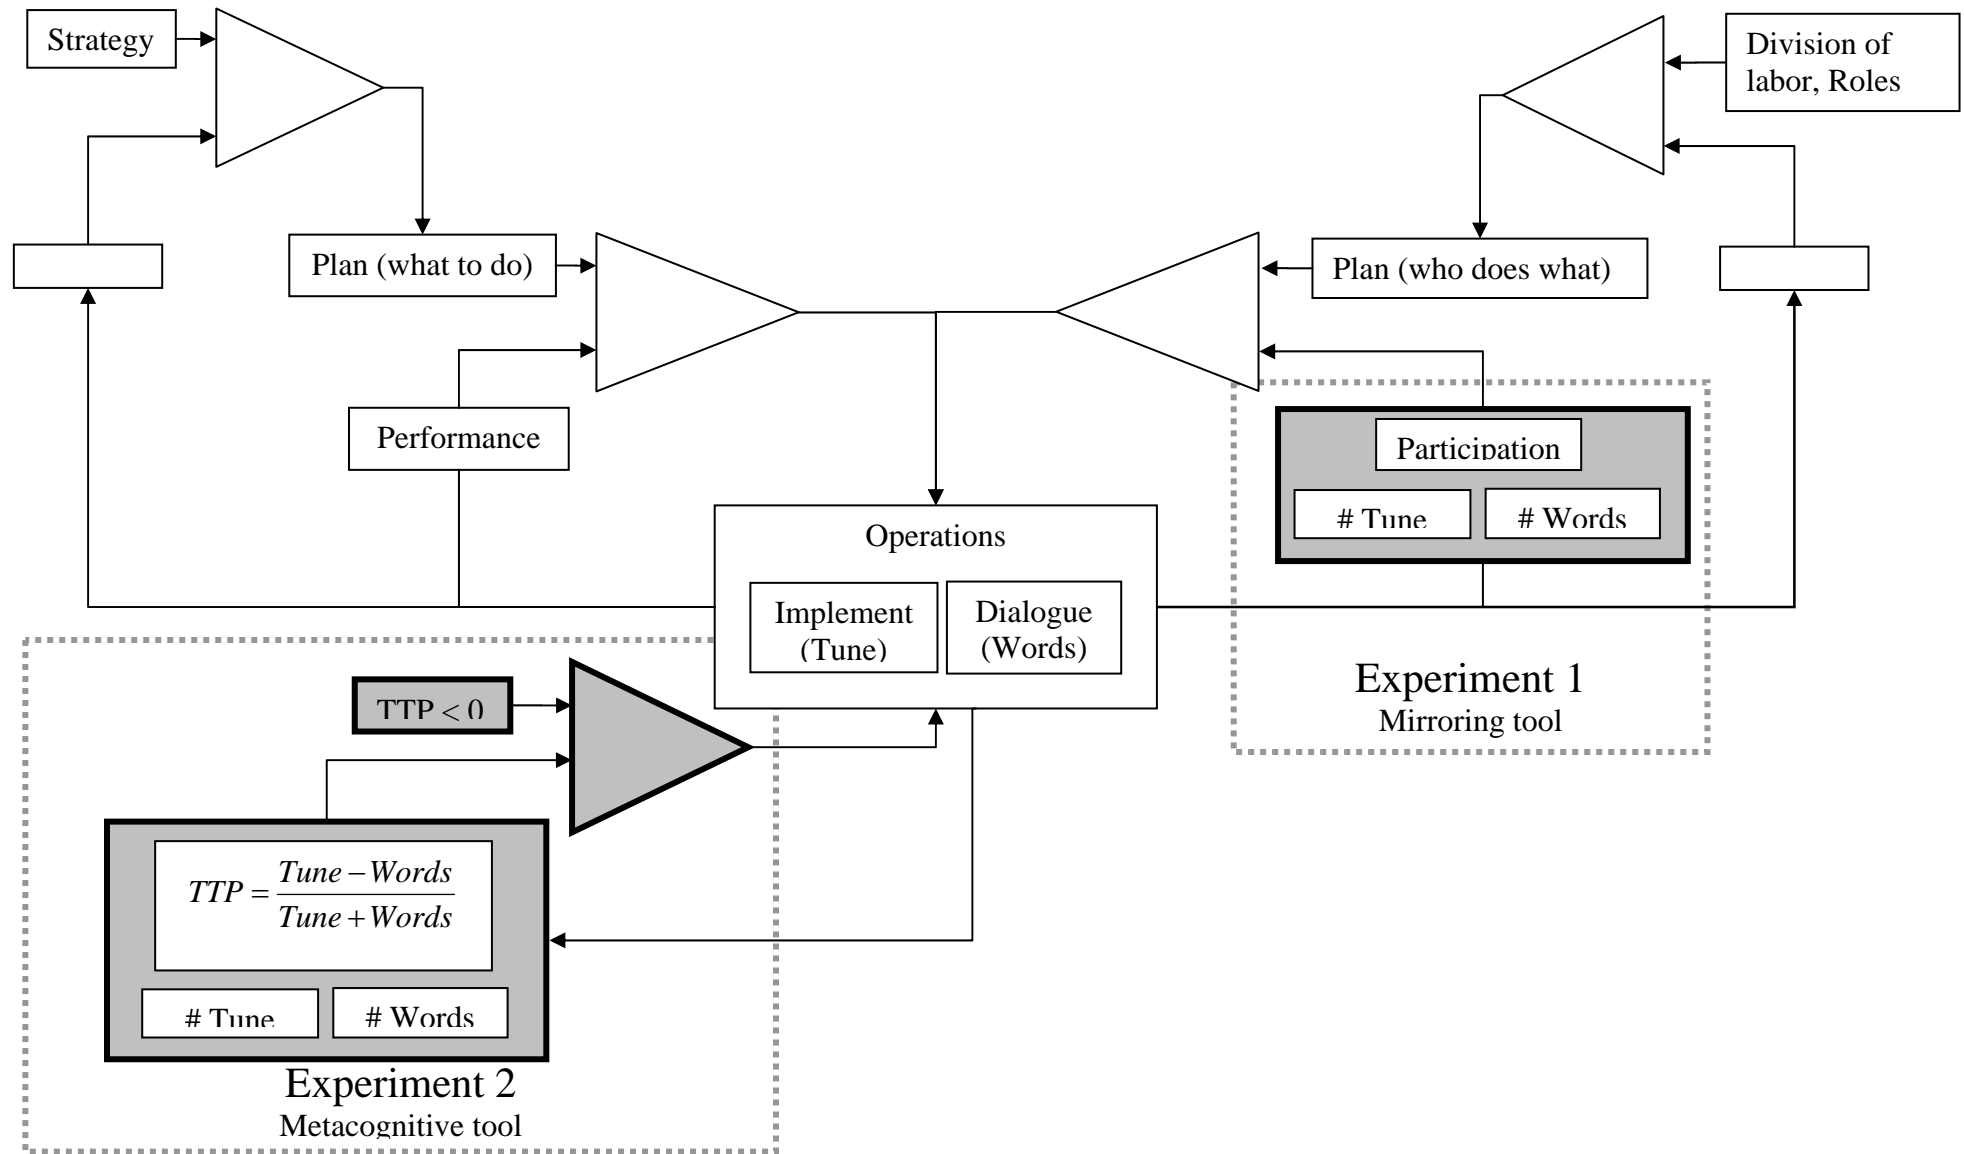 Strategy
Division of
labor, Roles
Plan (what to do)
Plan (who does what)
Performance
Participation
# Tune
# Words
Operations
Implement
(Tune)
Dialogue
(Words)
Experiment 1
Mirroring tool
TTP < 0
TTP = (Tune − Words) / (Tune + Words)
# Tune
# Words
Experiment 2
Metacognitive tool